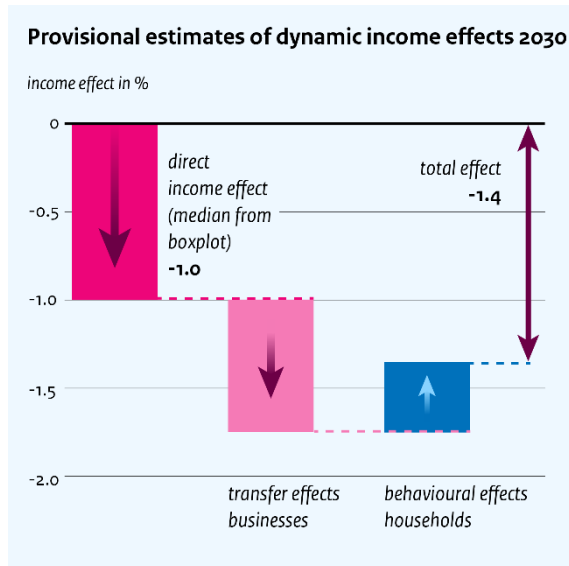 Provisional estimates of dynamic income effects 2030
income effect in %
0
-0.5
-1.0
-1.5
-2.0
direct
income effect
(median from
boxplot)
-1.0
total effect
-1.4
transfer effects
businesses
behavioural effects
households